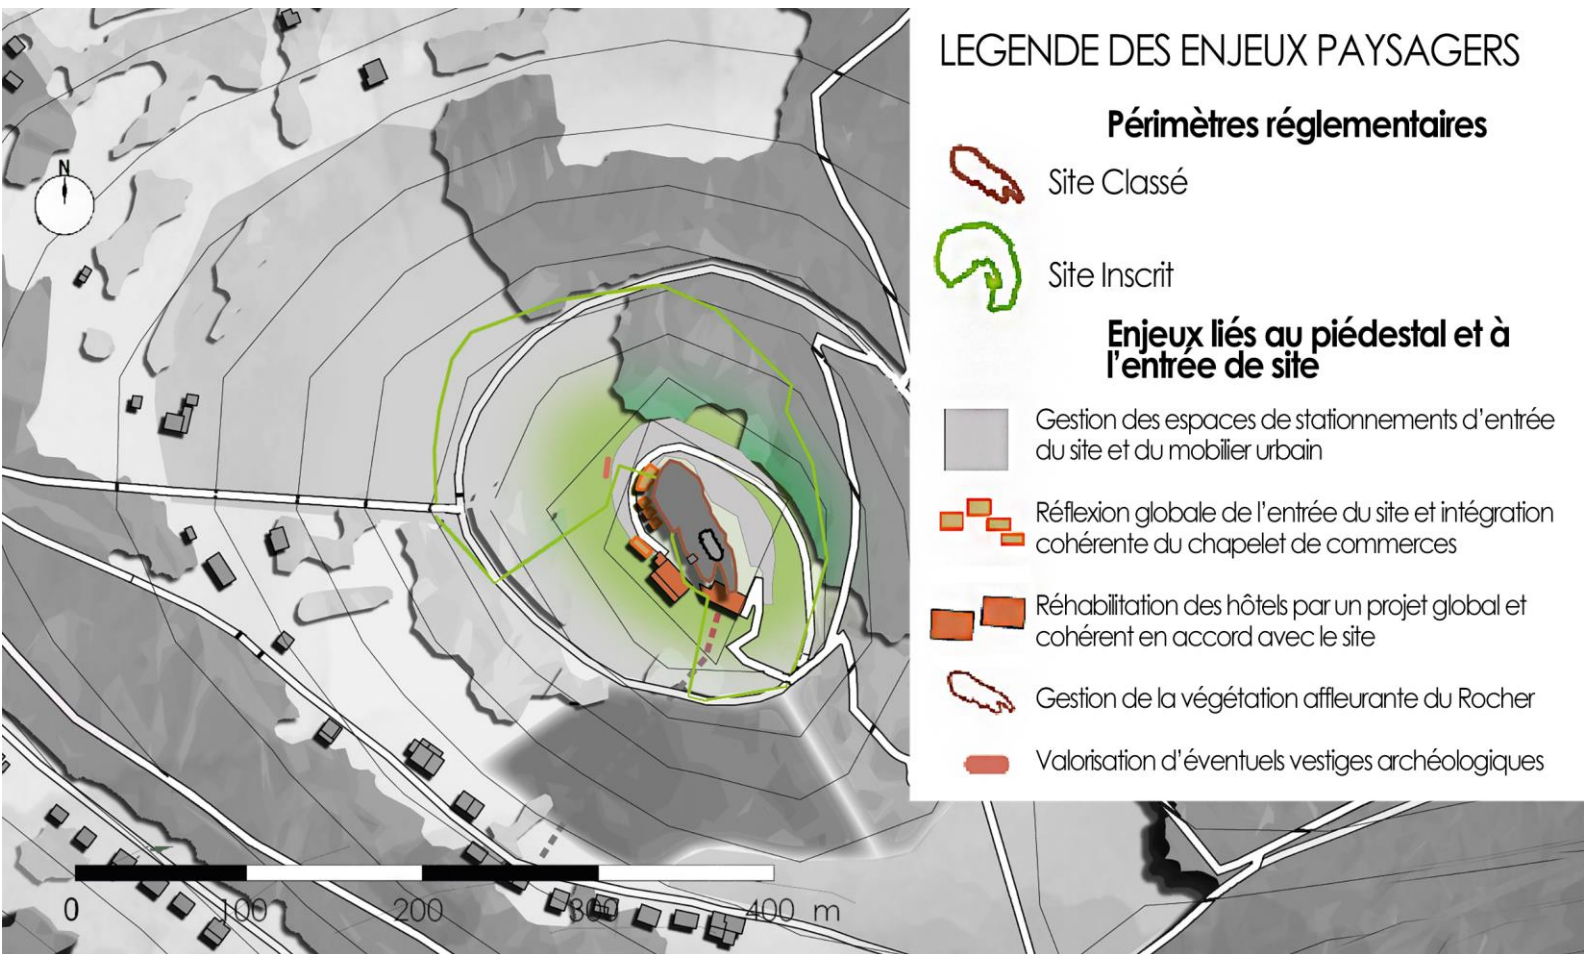 LEGENDE DES ENJEUX PAYSAGERS
Périmètres réglementaires
Site Classé
Site Inscrit
Enjeux liés au piédestal et à
l'entrée de site
Gestion des espaces de stationnements d'entrée
du site et du mobilier urbain
Réflexion globale de l'entrée du site et intégration
cohérente du chapelet de commerces
Réhabilitation des hôtels par un projet global et
cohérent en accord avec le site
Gestion de la végétation affleurante du Rocher
Valorisation d'éventuels vestiges archéologiques
N
0 100 200 300 400 m